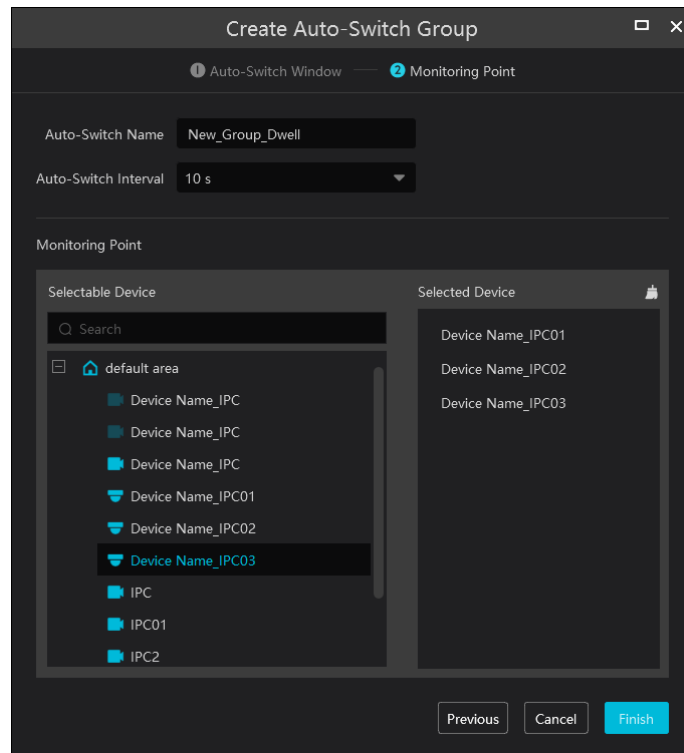 Create Auto-Switch Group
1 Auto-Switch Window 2 Monitoring Point
Auto-Switch Name New_Group_Dwell
Auto-Switch Interval 10 s
Monitoring Point
Selectable Device
Search
default area
Device Name_IPC
Device Name_IPC
Device Name_IPC
Device Name_IPC01
Device Name_IPC02
Device Name_IPC03
IPC
IPC01
IPC2
Selected Device
Device Name_IPC01
Device Name_IPC02
Device Name_IPC03
Previous Cancel Finish